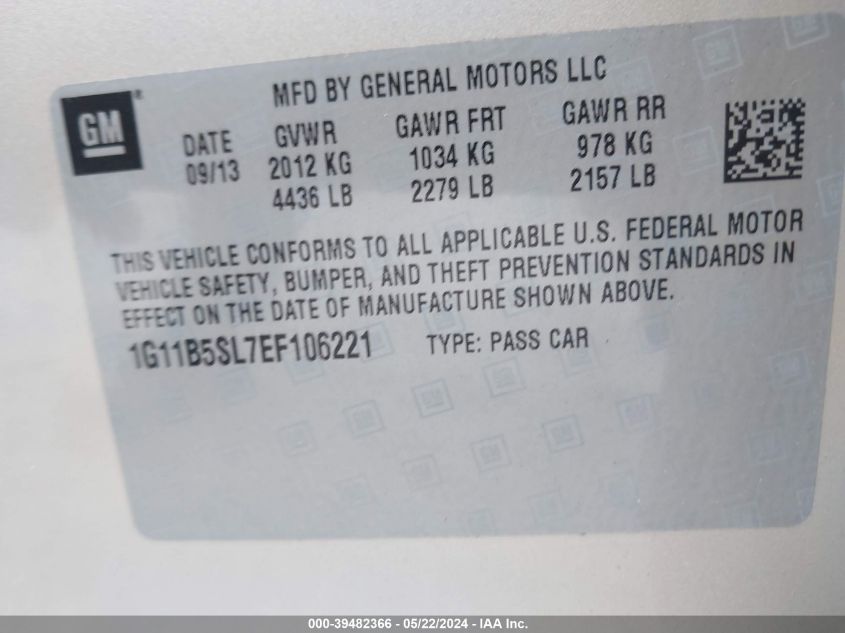 GM
MFD BY GENERAL MOTORS LLC
DATE GVWR GAWR FRT GAWR RR
09/13 2012 KG 1034 KG 978 KG
4436 LB 2279 LB 2157 LB
THIS VEHICLE CONFORMS TO ALL APPLICABLE U.S. FEDERAL MOTOR
VEHICLE SAFETY, BUMPER, AND THEFT PREVENTION STANDARDS IN
EFFECT ON THE DATE OF MANUFACTURE SHOWN ABOVE.
1G11B5SL7EF106221 TYPE: PASS CAR
000-39482366 - 05/22/2024 - IAA Inc.